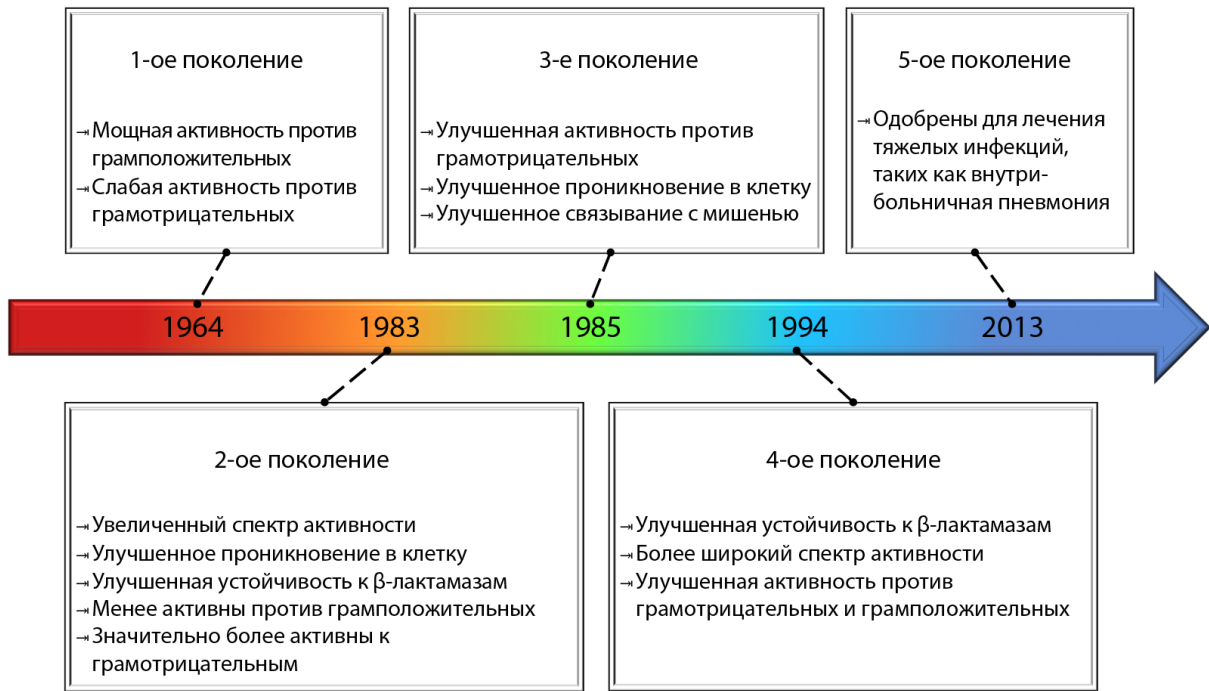 1-ое поколение
⇥ Мощная активность против
грамположительных
⇥ Слабая активность против
грамотрицательных
3-е поколение
⇥ Улучшенная активность против
грамотрицательных
⇥ Улучшенное проникновение в клетку
⇥ Улучшенное связывание с мишенью
5-ое поколение
⇥ Одобрены для лечения
тяжелых инфекций,
таких как внутри-
больничная пневмония
1964
1983
1985
1994
2013
2-ое поколение
⇥ Увеличенный спектр активности
⇥ Улучшенное проникновение в клетку
⇥ Улучшенная устойчивость к β-лактамазам
⇥ Менее активны против грамположительных
⇥ Значительно более активны к
грамотрицательным
4-ое поколение
⇥ Улучшенная устойчивость к β-лактамазам
⇥ Более широкий спектр активности
⇥ Улучшенная активность против
грамотрицательных и грамположительных